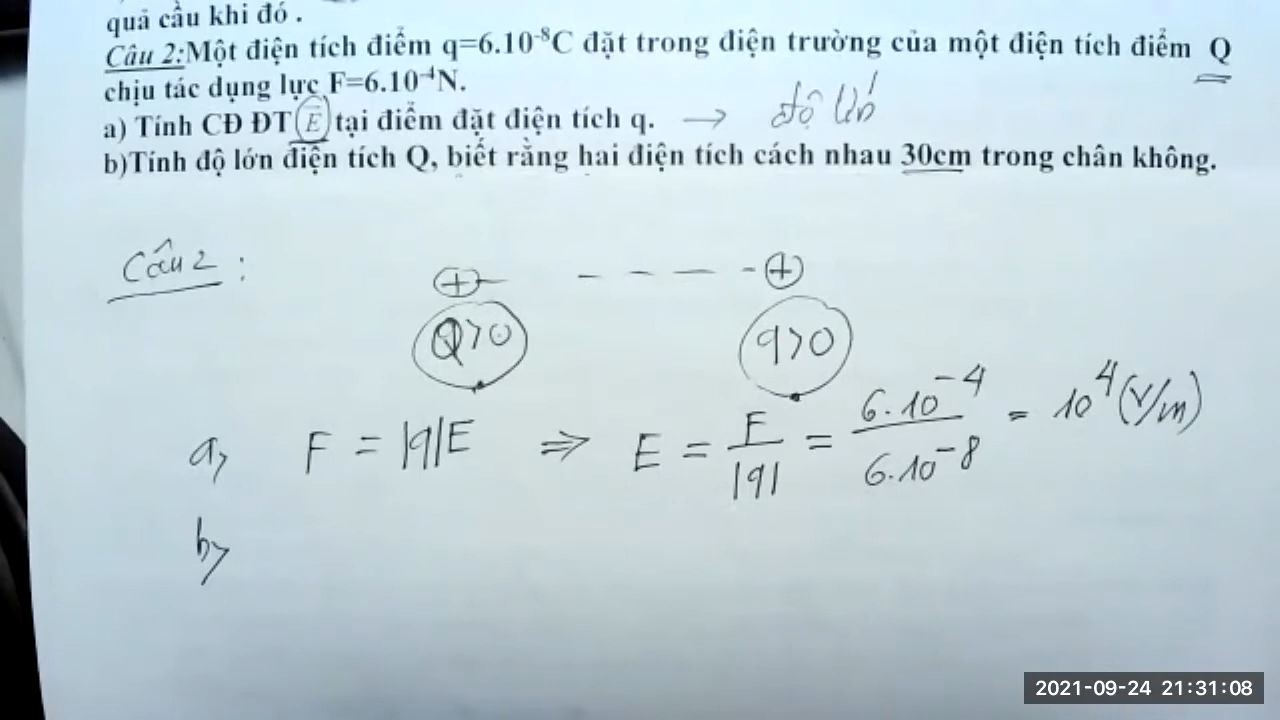 quả cầu khi đó .
Câu 2:Một điện tích điểm q=6.10⁻⁸C đặt trong điện trường của một điện tích điểm Q
chịu tác dụng lực F=6.10⁻⁴N.
a) Tính CĐ ĐT E tại điểm đặt điện tích q. → độ lớn
b)Tính độ lớn điện tích Q, biết rằng hai điện tích cách nhau 30cm trong chân không.
Câu 2 :
+ - - - - +
Q>0 q>0
a, F = |q|E ⇒ E = F/|q| = 6.10⁻⁴/6.10⁻⁸ = 10⁴(V/m)
b,
2021-09-24 21:31:08